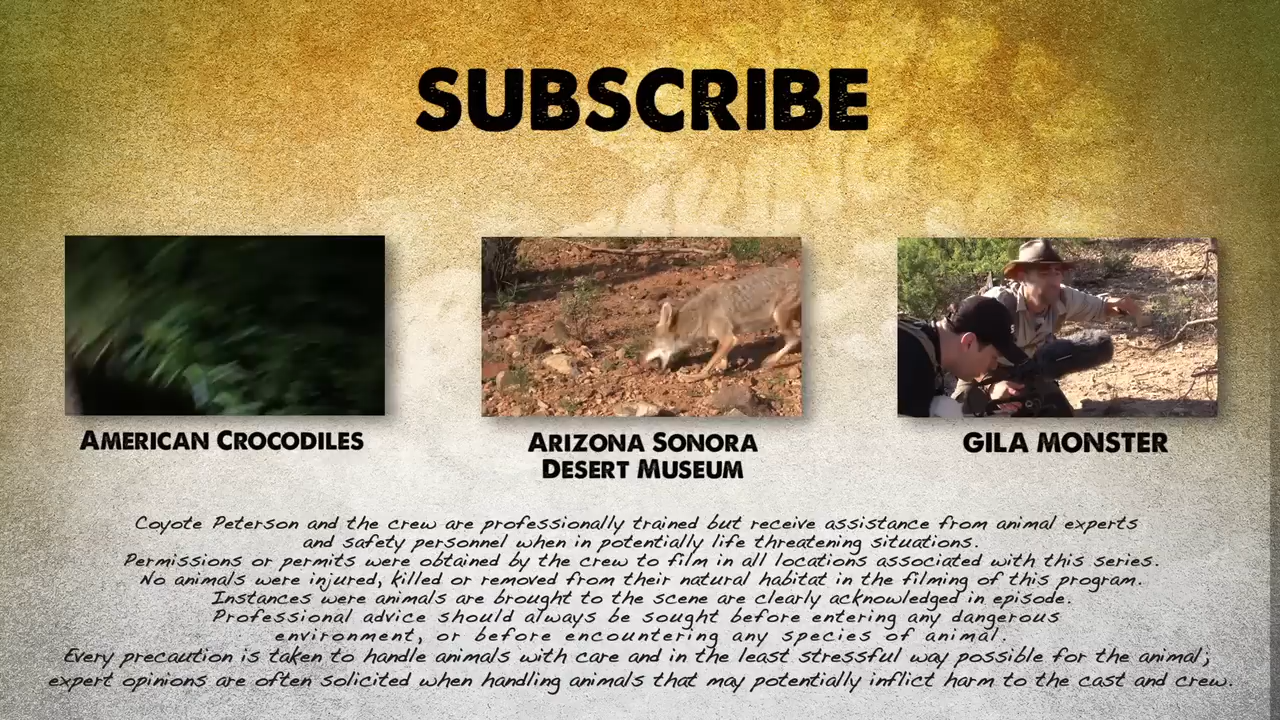 SUBSCRIBE
AMERICAN CROCODILES
ARIZONA SONORA
DESERT MUSEUM
GILA MONSTER
Coyote Peterson and the crew are professionally trained but receive assistance from animal experts
and safety personnel when in potentially life threatening situations.
Permissions or permits were obtained by the crew to film in all locations associated with this series.
No animals were injured, killed or removed from their natural habitat in the filming of this program.
Instances were animals are brought to the scene are clearly acknowledged in episode.
Professional advice should always be sought before entering any dangerous
environment, or before encountering any species of animal.
Every precaution is taken to handle animals with care and in the least stressful way possible for the animal;
expert opinions are often solicited when handling animals that may potentially inflict harm to the cast and crew.